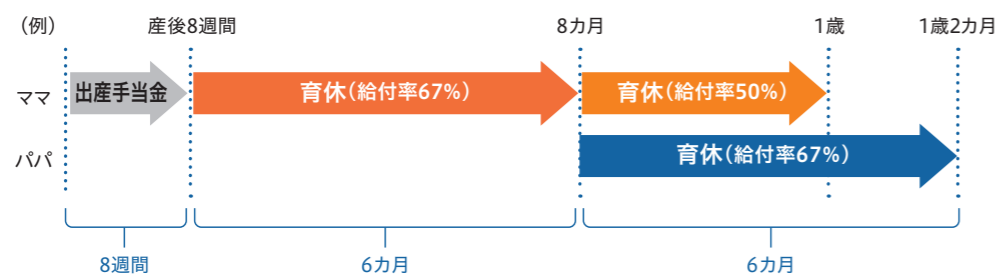 (例) 産後8週間 8カ月 1歳 1歳2カ月
ママ 出産手当金 育休(給付率67%) 育休(給付率50%)
パパ 育休(給付率67%)
8週間 6カ月 6カ月